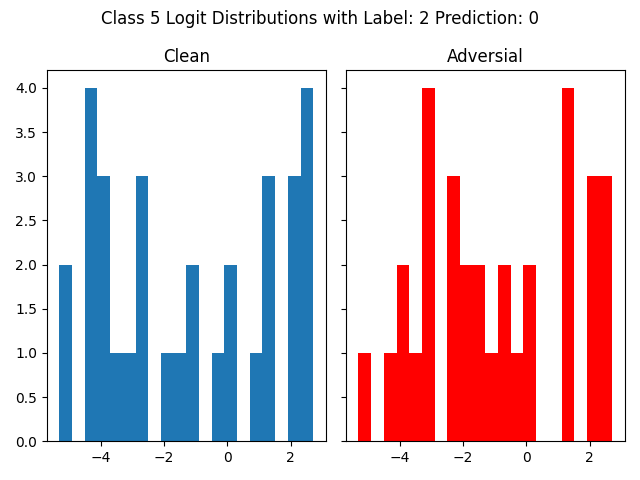 Class 5 Logit Distributions with Label: 2 Prediction: 0
Clean
Adversial
4.0
3.5
3.0
2.5
2.0
1.5
1.0
0.5
0.0
−4 −2 0 2
−4 −2 0 2